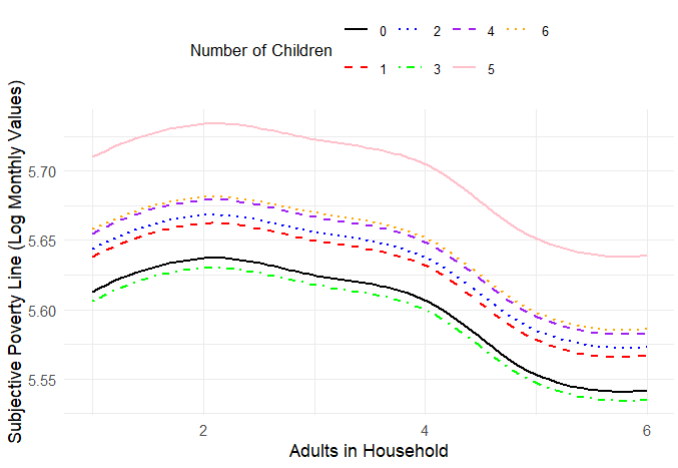 Number of Children
0 2 4 6
1 3 5
Subjective Poverty Line (Log Monthly Values)
5.70
5.65
5.60
5.55
2 4 6
Adults in Household